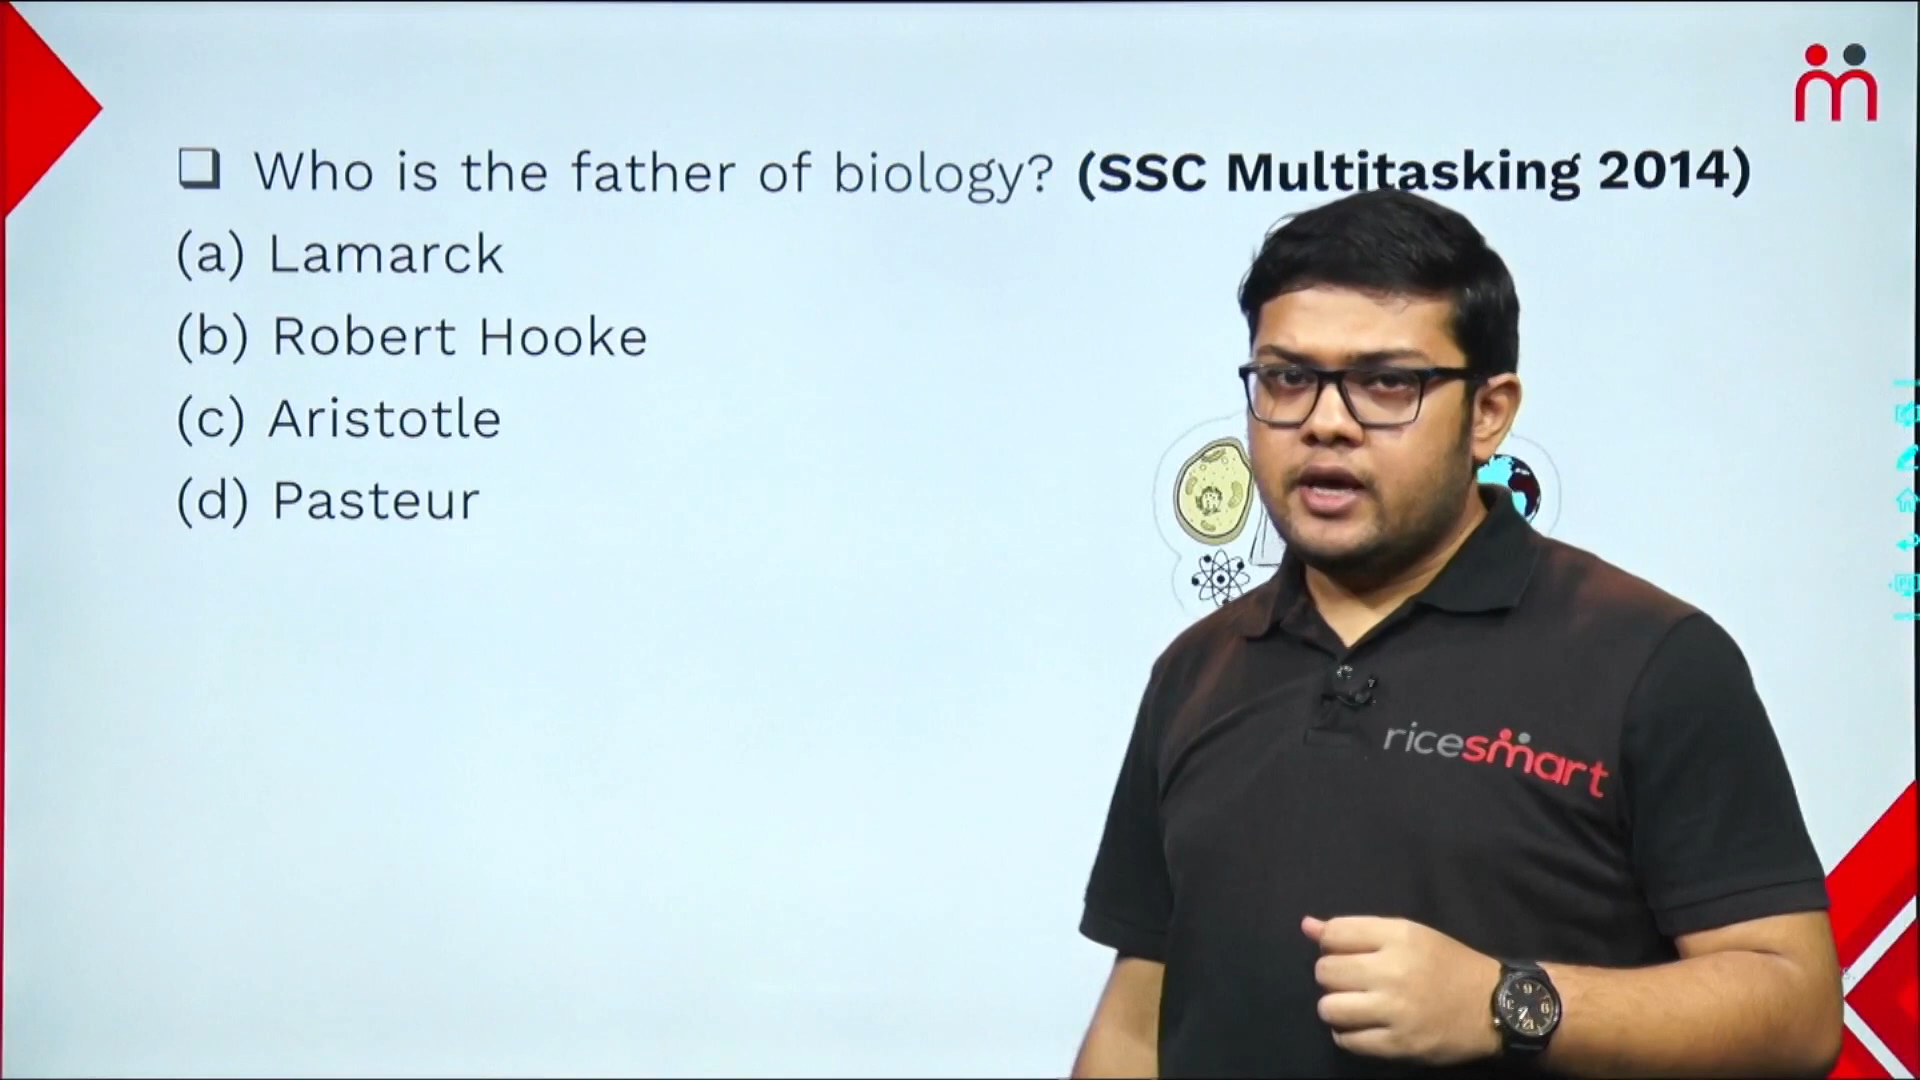 ❑ Who is the father of biology? (SSC Multitasking 2014)
(a) Lamarck
(b) Robert Hooke
(c) Aristotle
(d) Pasteur
ricesmart